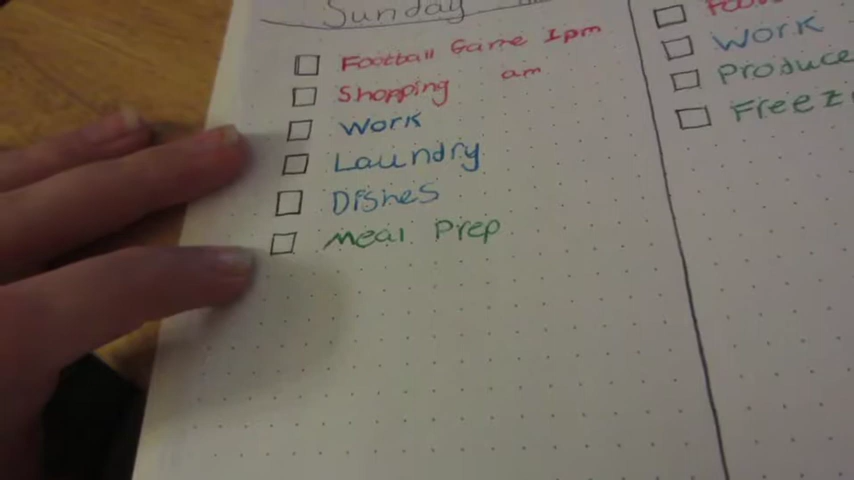 Sunday
Football Game 1pm
Shopping am
Work
Laundry
Dishes
Meal Prep
Work
Produce